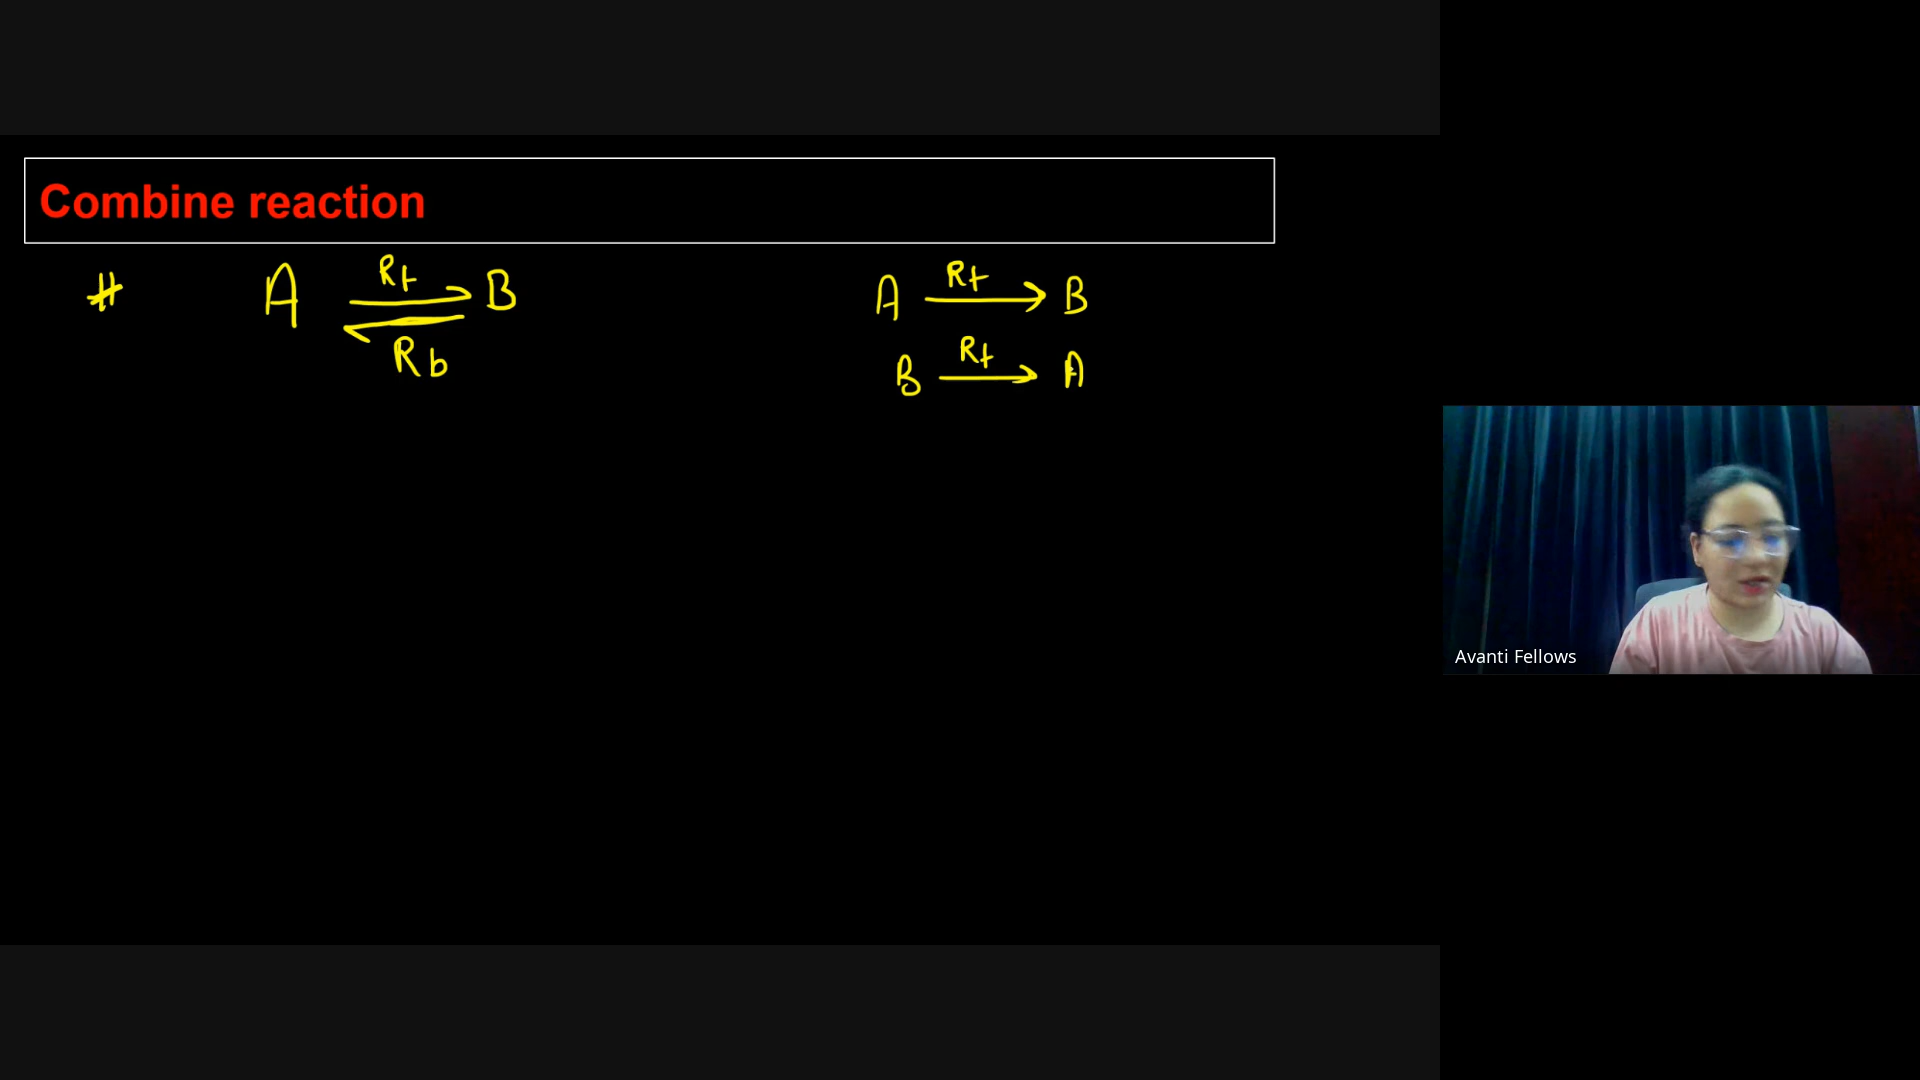 Combine reaction
# A ⇌ B
Rf
Rb
A → B
Rf
B → A
Rf
Avanti Fellows